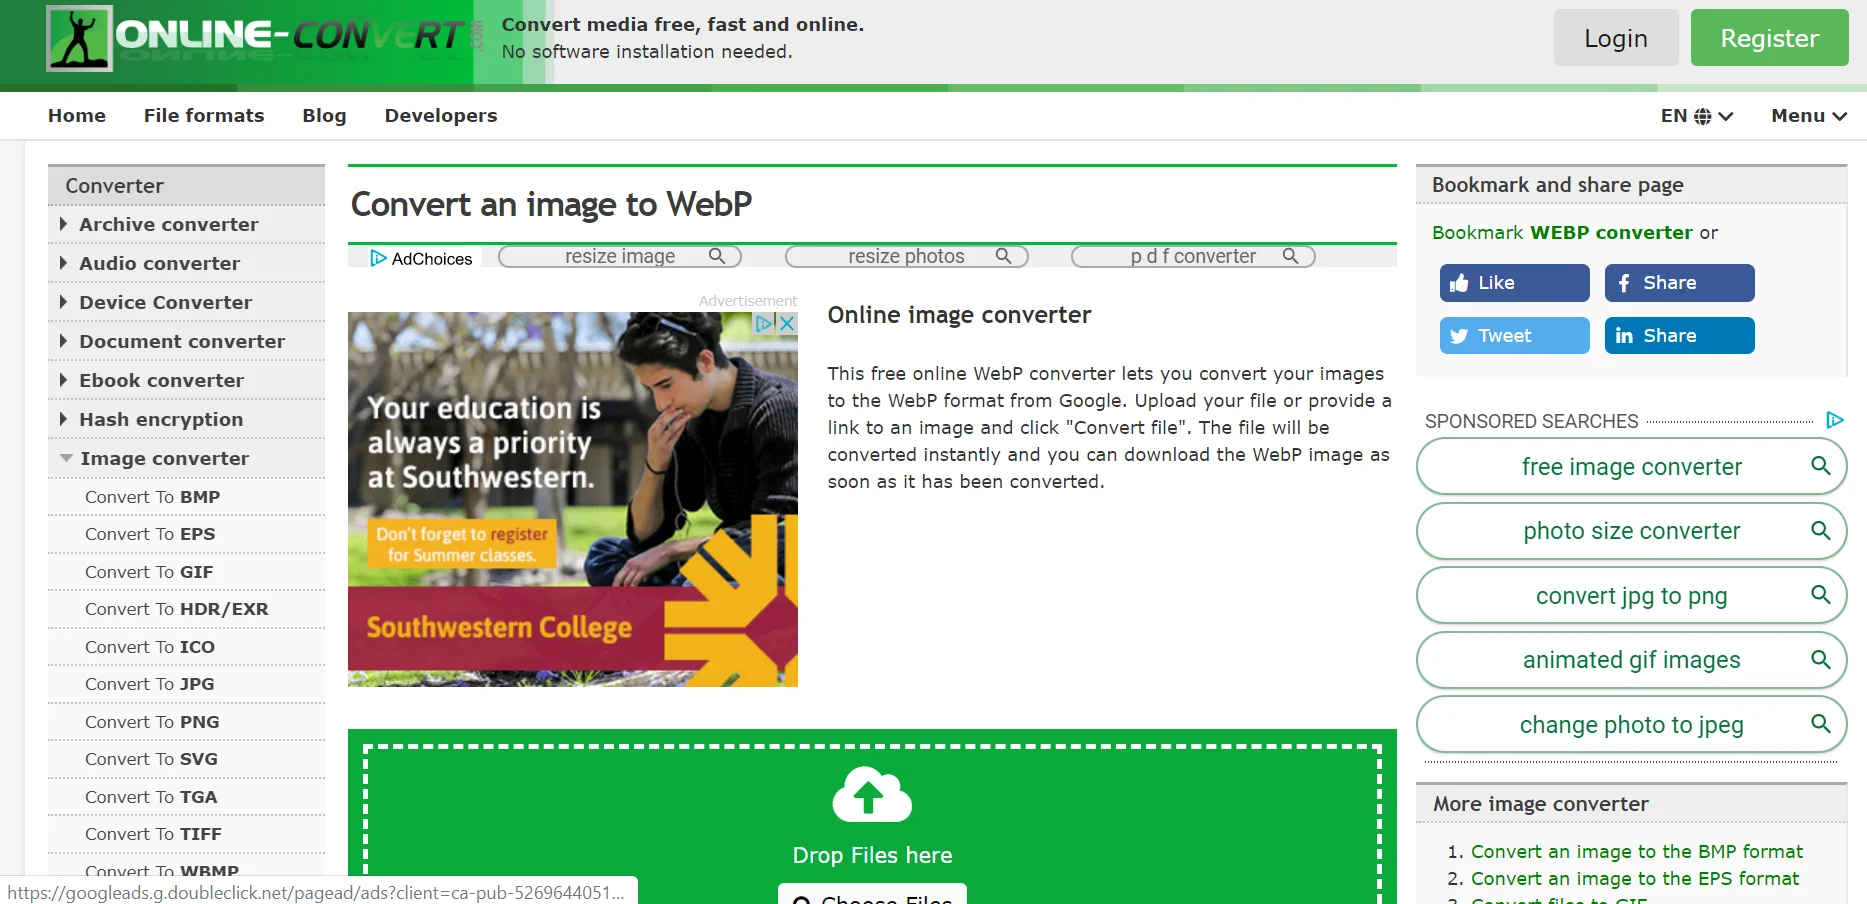 ONLINE-CONVERT.COM
Convert media free, fast and online.
No software installation needed.
Login
Register
Home
File formats
Blog
Developers
EN
Menu
Converter
Archive converter
Audio converter
Device Converter
Document converter
Ebook converter
Hash encryption
Image converter
Convert To BMP
Convert To EPS
Convert To GIF
Convert To HDR/EXR
Convert To ICO
Convert To JPG
Convert To PNG
Convert To SVG
Convert To TGA
Convert To TIFF
Convert To WBMP
Convert an image to WebP
AdChoices
resize image
resize photos
p d f converter
Advertisement
Your education is
always a priority
at Southwestern.
Don't forget to register
for Summer classes.
Southwestern College
Online image converter
This free online WebP converter lets you convert your images
to the WebP format from Google. Upload your file or provide a
link to an image and click "Convert file". The file will be
converted instantly and you can download the WebP image as
soon as it has been converted.
Drop Files here
Choose Files
Bookmark and share page
Bookmark WEBP converter or
Like
Share
Tweet
Share
SPONSORED SEARCHES
free image converter
photo size converter
convert jpg to png
animated gif images
change photo to jpeg
More image converter
1. Convert an image to the BMP format
2. Convert an image to the EPS format
3. Convert files to GIF
https://googleads.g.doubleclick.net/pagead/ads?client=ca-pub-5269644051...